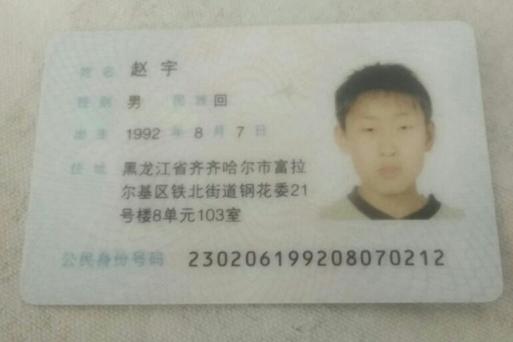 姓名 赵宇
性别 男 民族 回
出生 1992 年 8 月 7 日
住址 黑龙江省齐齐哈尔市富拉
尔基区铁北街道钢花委21
号楼8单元103室
公民身份号码 230206199208070212